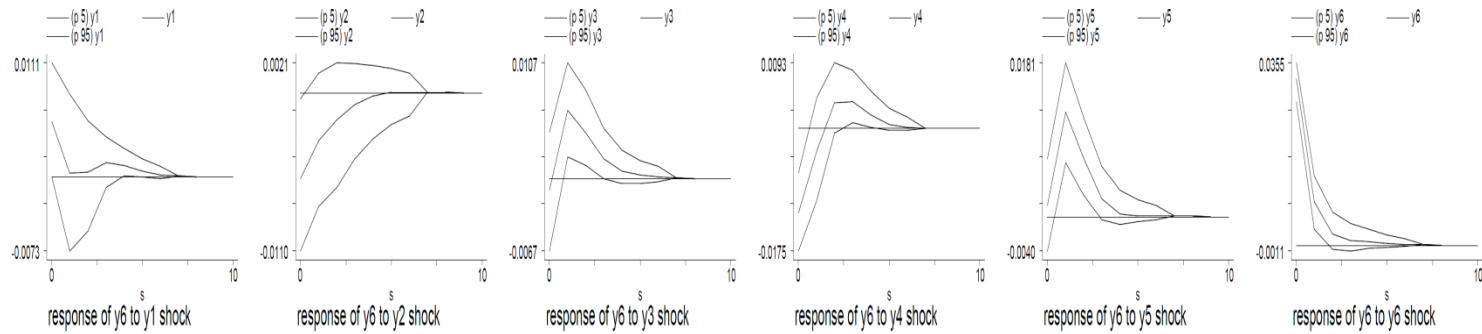 (p 5) y1 y1
(p 95) y1
0.0111
-0.0073
0 10
s
response of y6 to y1 shock
(p 5) y2 y2
(p 95) y2
0.0021
-0.0110
0 10
s
response of y6 to y2 shock
(p 5) y3 y3
(p 95) y3
0.0107
-0.0067
0 10
s
response of y6 to y3 shock
(p 5) y4 y4
(p 95) y4
0.0093
-0.0175
0 10
s
response of y6 to y4 shock
(p 5) y5 y5
(p 95) y5
0.0181
-0.0040
0 10
s
response of y6 to y5 shock
(p 5) y6 y6
(p 95) y6
0.0355
-0.0011
0 10
s
response of y6 to y6 shock